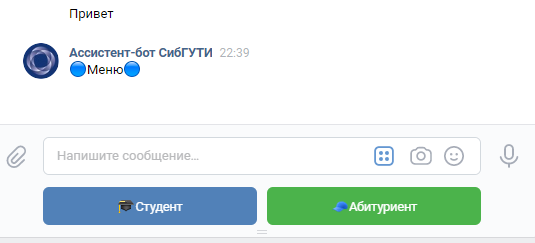 Привет
Ассистент-бот СибГУТИ 22:39
🔵Меню🔵
Напишите сообщение...
🎓Студент
🧢Абитуриент